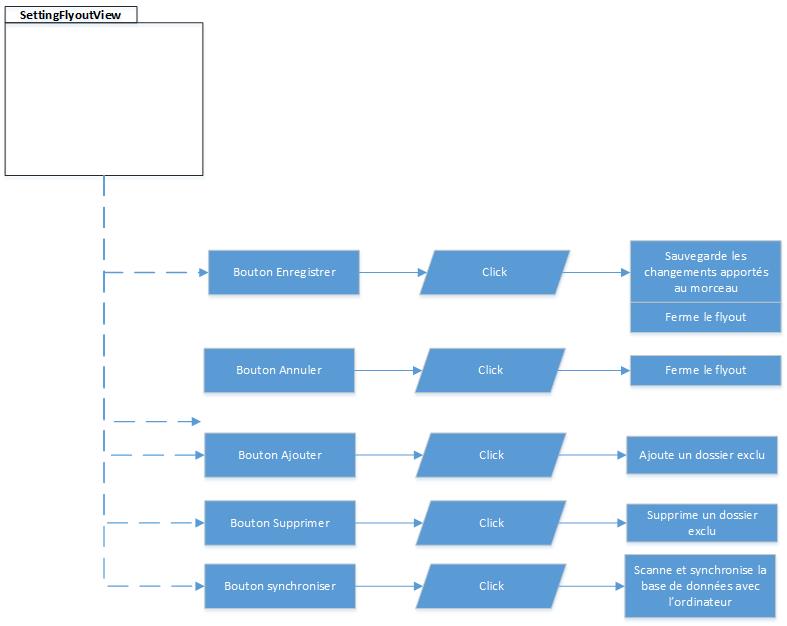 SettingFlyoutView
Bouton Enregistrer
Click
Sauvegarde les
changements apportés
au morceau
Ferme le flyout
Bouton Annuler
Click
Ferme le flyout
Bouton Ajouter
Click
Ajoute un dossier exclu
Bouton Supprimer
Click
Supprime un dossier
exclu
Bouton synchroniser
Click
Scanne et synchronise la
base de données avec
l'ordinateur